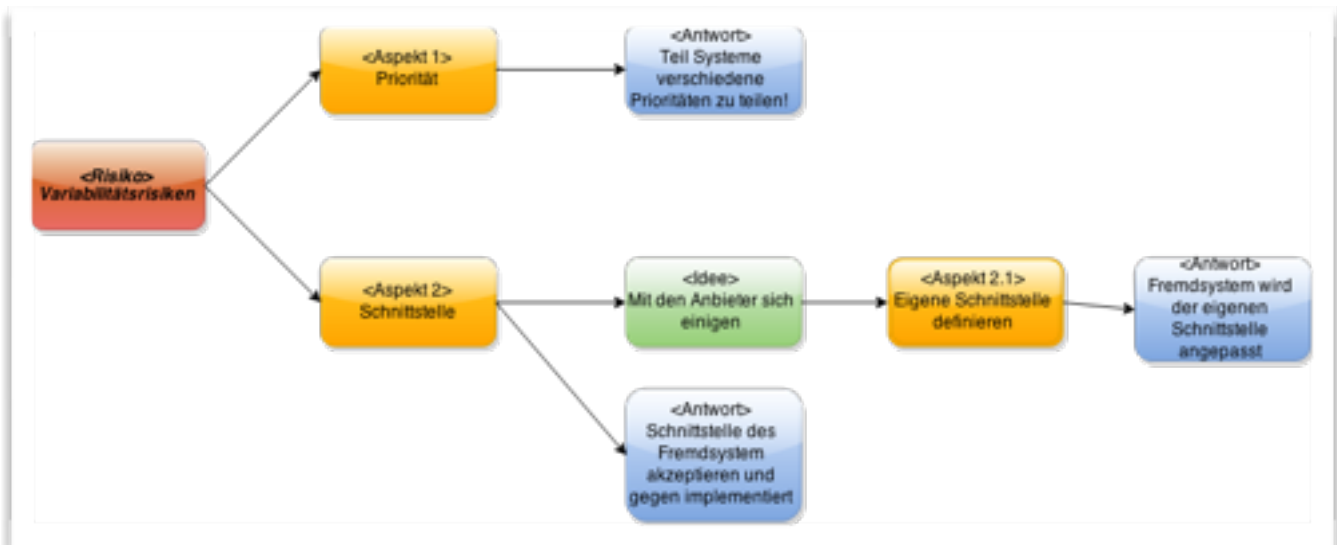 <Aspekt 1>
Priorität
<Antwort>
Teil Systeme
verschiedene
Prioritäten zu teilen!
<Risiko>
Variabilitätsrisiken
<Aspekt 2>
Schnittstelle
<Idee>
Mit den Anbieter sich
einigen
<Aspekt 2.1>
Eigene Schnittstelle
definieren
<Antwort>
Fremdsystem wird
der eigenen
Schnittstelle
angepasst
<Antwort>
Schnittstelle des
Fremdsystem
akzeptieren und
gegen implementiert